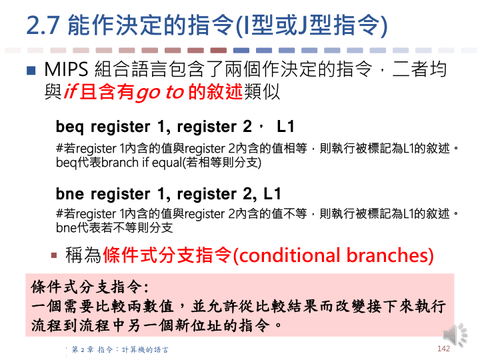 2.7 能作決定的指令(I型或J型指令)
MIPS 組合語言包含了兩個作決定的指令，二者均
與if 且含有go to 的敘述類似
beq register 1, register 2， L1
#若register 1內含的值與register 2內含的值相等，則執行被標記為L1的敘述。
beq代表branch if equal(若相等則分支)
bne register 1, register 2, L1
#若register 1內含的值與register 2內含的值不等，則執行被標記為L1的敘述。
bne代表若不等則分支
稱為條件式分支指令(conditional branches)
條件式分支指令:
一個需要比較兩數值，並允許從比較結果而改變接下來執行
流程到流程中另一個新位址的指令。
第 2 章 指令：計算機的語言
142